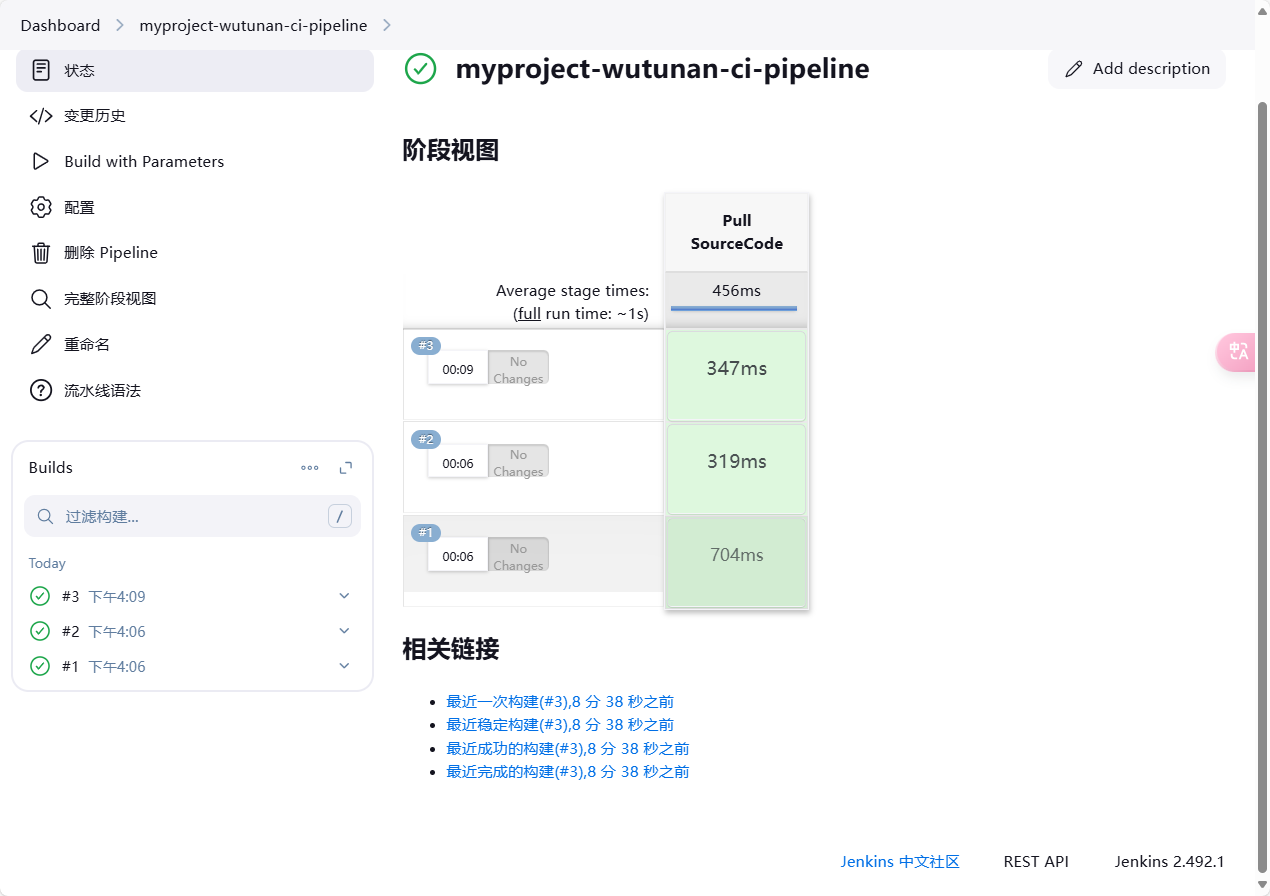 Dashboard
myproject-wutunan-ci-pipeline
状态
变更历史
Build with Parameters
配置
删除 Pipeline
完整阶段视图
重命名
流水线语法
Builds
过滤构建...
/
Today
#3 下午4:09
#2 下午4:06
#1 下午4:06
myproject-wutunan-ci-pipeline
Add description
阶段视图
Pull
SourceCode
Average stage times:
456ms
(full run time: ~1s)
#3
00:09
No
Changes
347ms
#2
00:06
No
Changes
319ms
#1
00:06
No
Changes
704ms
相关链接
最近一次构建(#3),8 分 38 秒之前
最近稳定构建(#3),8 分 38 秒之前
最近成功的构建(#3),8 分 38 秒之前
最近完成的构建(#3),8 分 38 秒之前
中A
Jenkins 中文社区
REST API
Jenkins 2.492.1